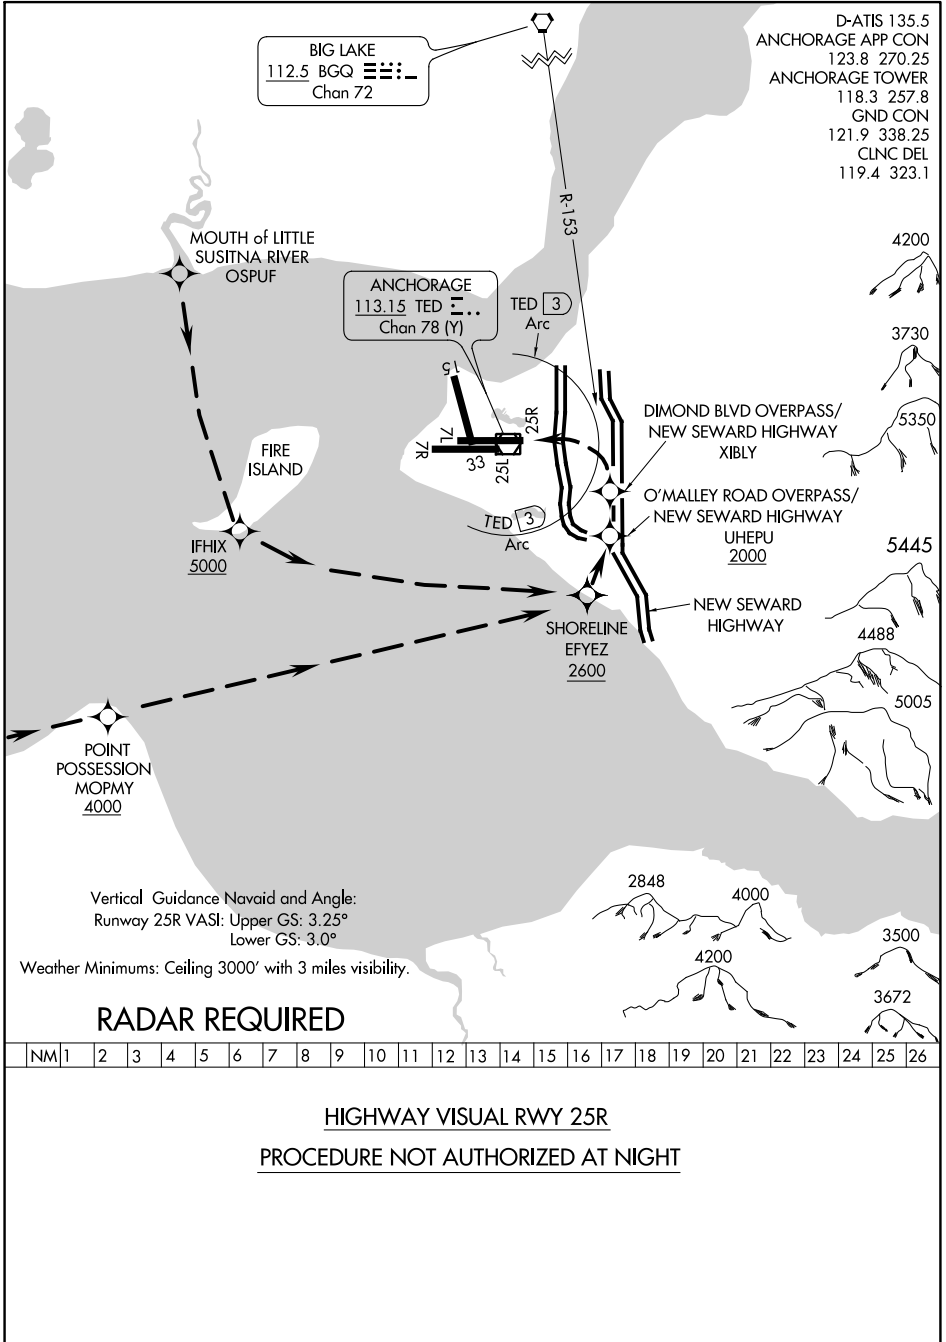 D-ATIS 135.5
ANCHORAGE APP CON
123.8 270.25
ANCHORAGE TOWER
118.3 257.8
GND CON
121.9 338.25
CLNC DEL
119.4 323.1
BIG LAKE
112.5 BGQ
Chan 72
R-153
MOUTH of LITTLE
SUSITNA RIVER
OSPUF
ANCHORAGE
113.15 TED
Chan 78 (Y)
TED 3
Arc
4200
3730
5350
15
7L
7R
33
25L
25R
DIMOND BLVD OVERPASS/
NEW SEWARD HIGHWAY
XIBLY
FIRE
ISLAND
O'MALLEY ROAD OVERPASS/
NEW SEWARD HIGHWAY
UHEPU
2000
TED 3
Arc
IFHIX
5000
5445
NEW SEWARD
HIGHWAY
SHORELINE
EFYEZ
2600
4488
5005
POINT
POSSESSION
MOPMY
4000
Vertical Guidance Navaid and Angle:
Runway 25R VASI: Upper GS: 3.25°
Lower GS: 3.0°
Weather Minimums: Ceiling 3000' with 3 miles visibility.
2848
4000
4200
3500
3672
RADAR REQUIRED
NM 1 2 3 4 5 6 7 8 9 10 11 12 13 14 15 16 17 18 19 20 21 22 23 24 25 26
HIGHWAY VISUAL RWY 25R
PROCEDURE NOT AUTHORIZED AT NIGHT